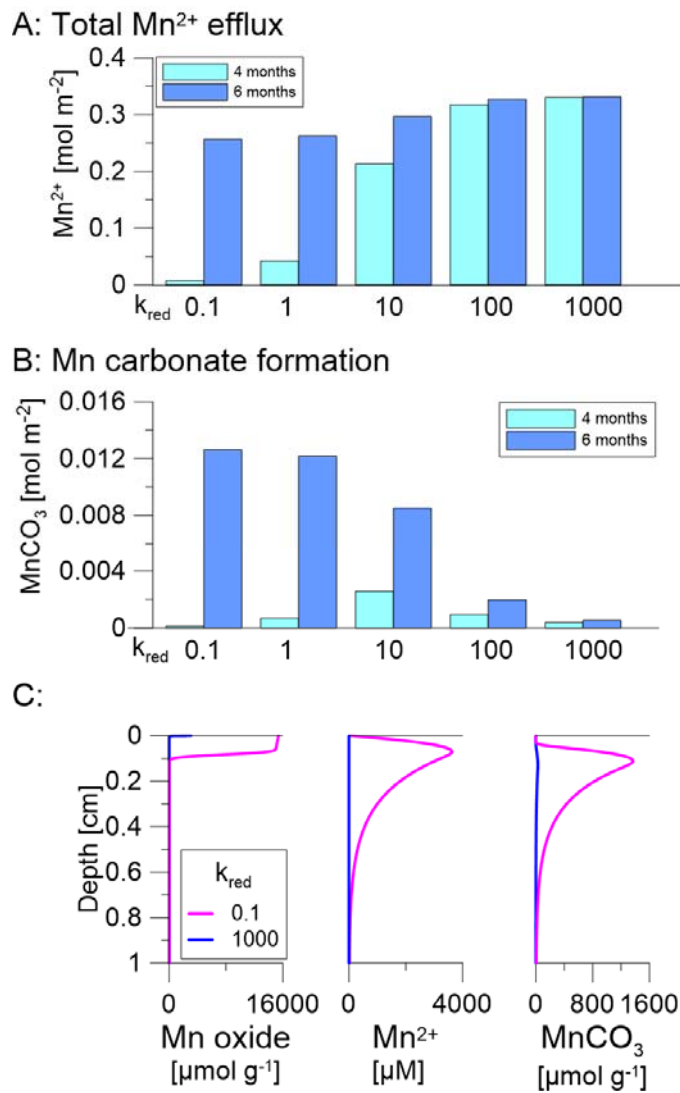 A: Total Mn²⁺ efflux
Mn²⁺ [mol m⁻²]
0.4
0.3
0.2
0.1
0
4 months
6 months
k_red 0.1 1 10 100 1000
B: Mn carbonate formation
MnCO₃ [mol m⁻²]
0.016
0.012
0.008
0.004
0
4 months
6 months
k_red 0.1 1 10 100 1000
C:
Depth [cm]
0
0.2
0.4
0.6
0.8
1
k_red
0.1
1000
0 16000 0 4000 0 800 1600
Mn oxide Mn²⁺ MnCO₃
[µmol g⁻¹] [µM] [µmol g⁻¹]